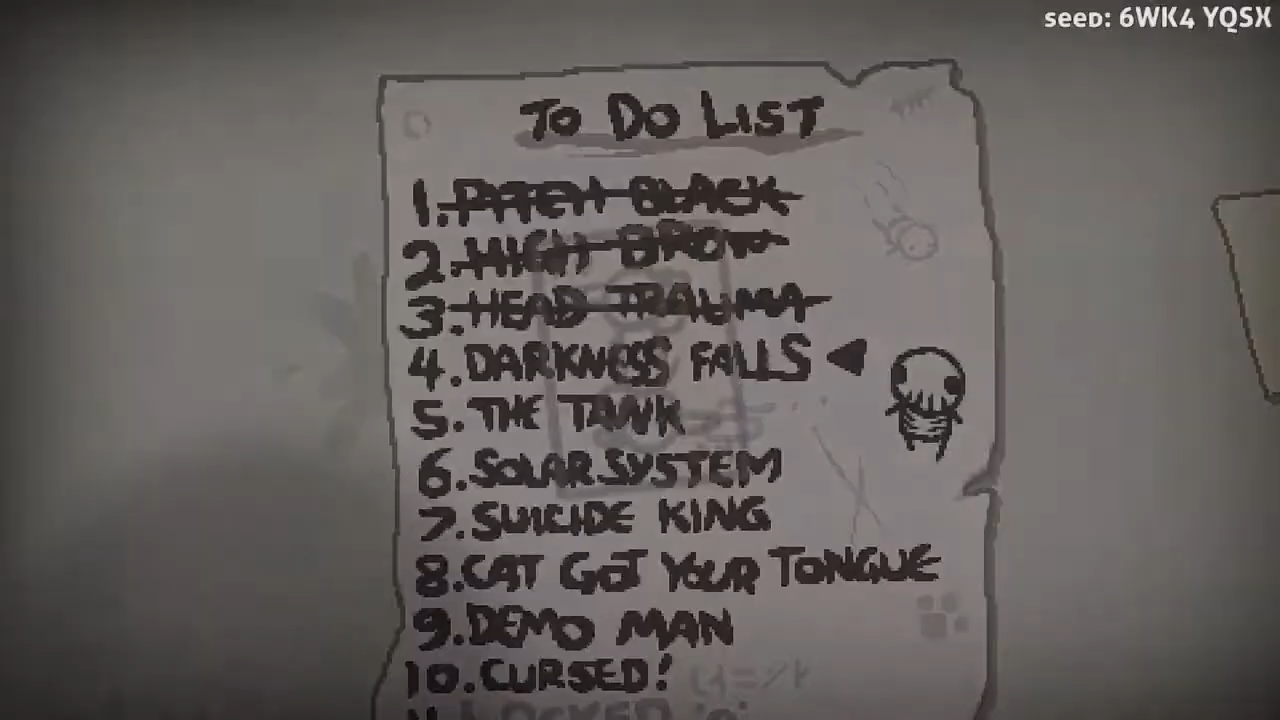 seed: 6WK4 YQSX
To Do List
1. PITCH BLACK
2. HIGH BROW
3. HEAD TRAUMA
4. DARKNESS FALLS
5. THE TANK
6. SOLAR SYSTEM
7. SUICIDE KING
8. CAT GOT YOUR TONGUE
9. DEMO MAN
10. CURSED!